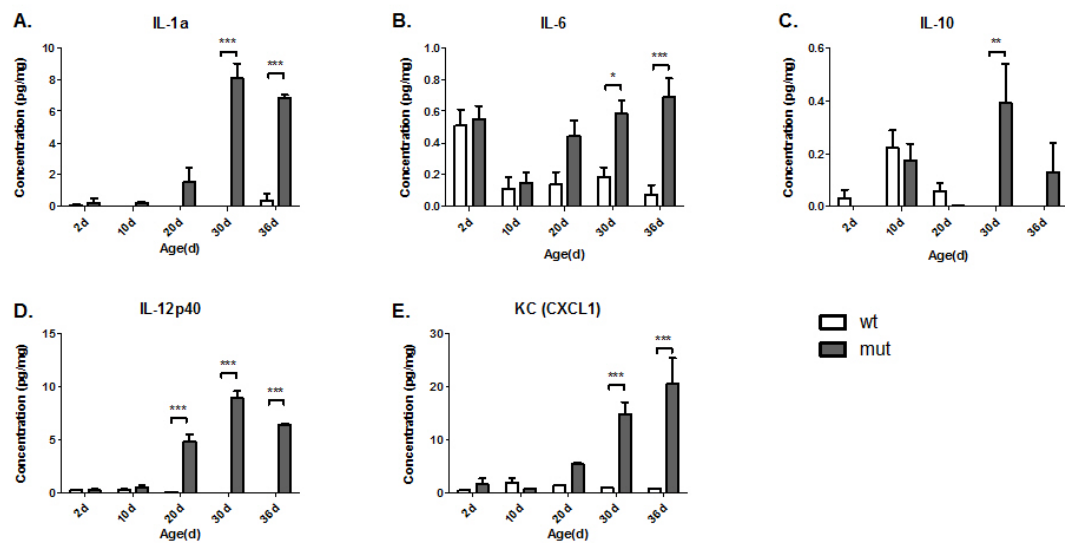 A. IL-1a
Concentration (pg/mg)
10
8
6
4
2
0
***
***
2d 10d 20d 30d 36d
Age(d)
B. IL-6
Concentration (pg/mg)
1.0
0.8
0.6
0.4
0.2
0.0
*
***
2d 10d 20d 30d 36d
Age(d)
C. IL-10
Concentration (pg/mg)
0.6
0.4
0.2
0.0
**
2d 10d 20d 30d 36d
Age(d)
D. IL-12p40
Concentration (pg/mg)
15
10
5
0
***
***
***
2d 10d 20d 30d 36d
Age(d)
E. KC (CXCL1)
Concentration (pg/mg)
30
20
10
0
***
***
2d 10d 20d 30d 36d
Age(d)
wt
mut